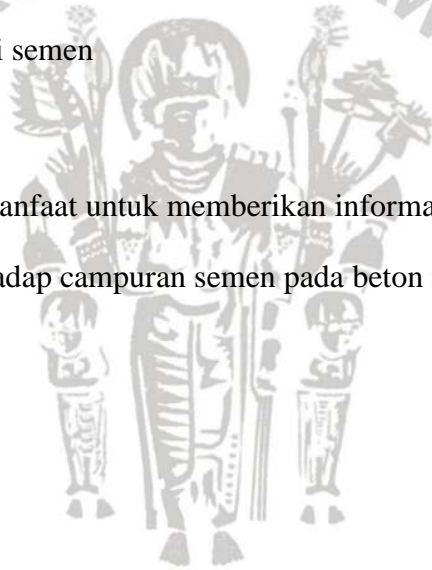 i semen
anfaat untuk memberikan informa
adap campuran semen pada beton